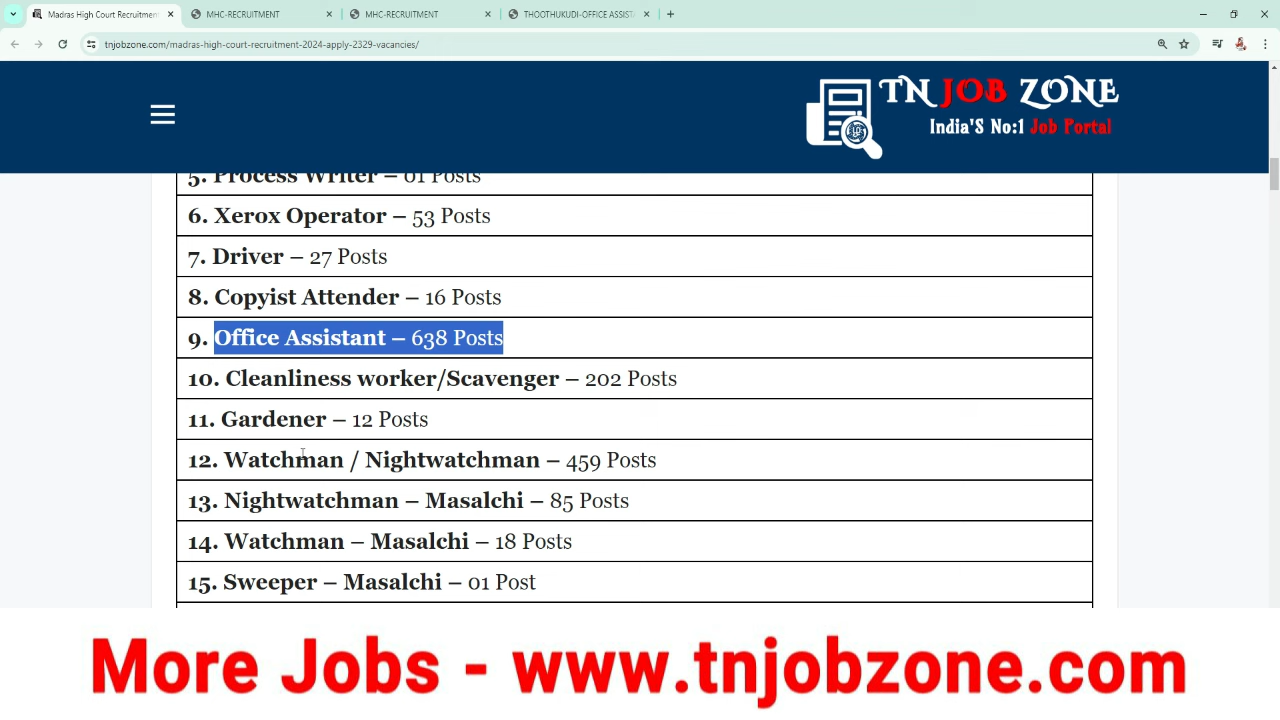 Madras High Court Recruitment
MHC-RECRUITMENT
MHC-RECRUITMENT
THOOTHUKUDI-OFFICE ASSIST
tnjobzone.com/madras-high-court-recruitment-2024-apply-2329-vacancies/
TN JOB ZONE
India'S No:1 Job Portal
5. Process Writer – 01 Posts
6. Xerox Operator – 53 Posts
7. Driver – 27 Posts
8. Copyist Attender – 16 Posts
9. Office Assistant – 638 Posts
10. Cleanliness worker/Scavenger – 202 Posts
11. Gardener – 12 Posts
12. Watchman / Nightwatchman – 459 Posts
13. Nightwatchman – Masalchi – 85 Posts
14. Watchman – Masalchi – 18 Posts
15. Sweeper – Masalchi – 01 Post
More Jobs - www.tnjobzone.com